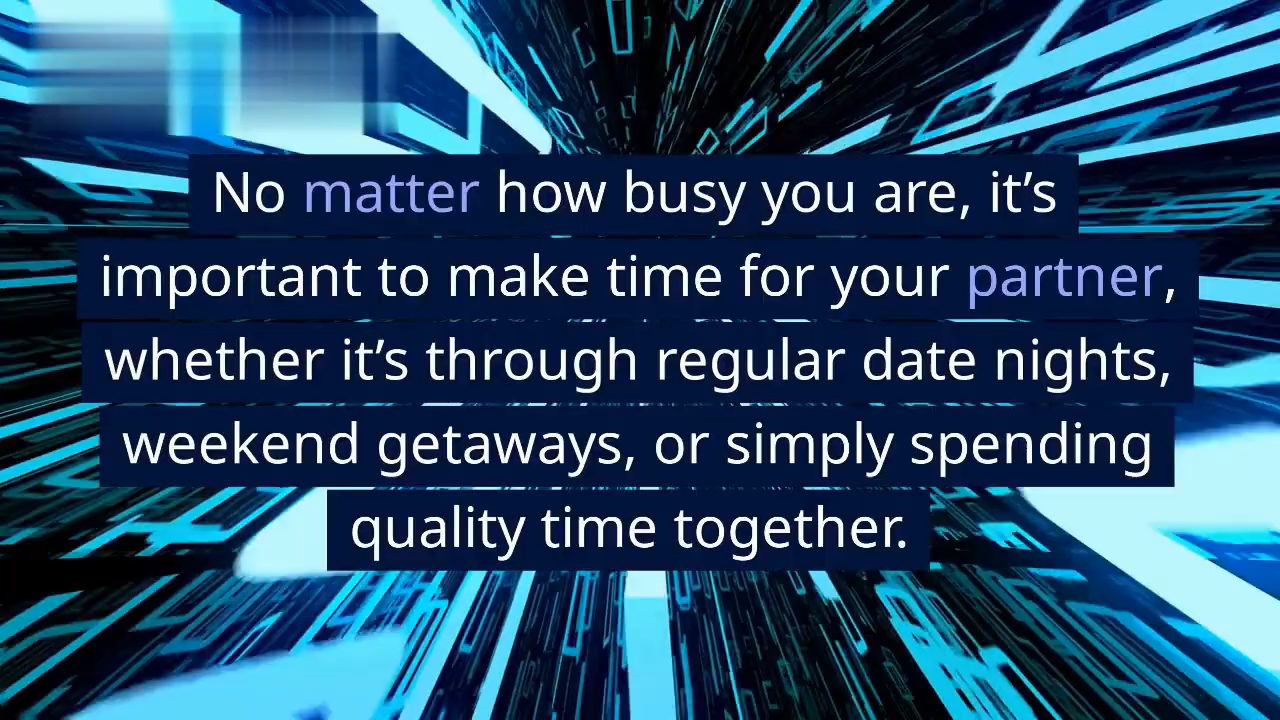 No matter how busy you are, it’s
important to make time for your partner,
whether it’s through regular date nights,
weekend getaways, or simply spending
quality time together.